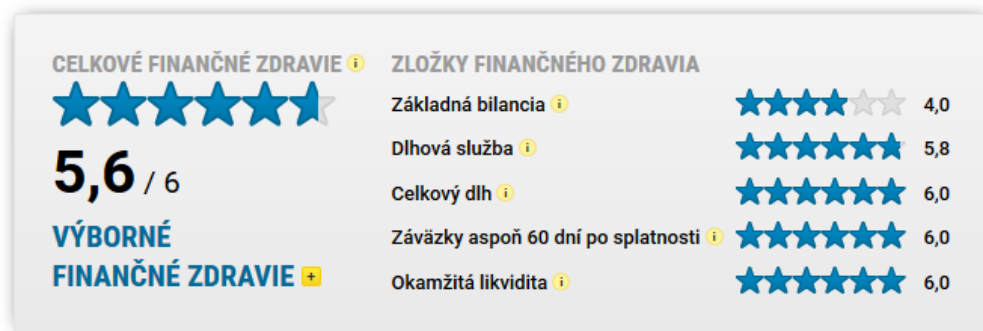 CELKOVÉ FINANČNÉ ZDRAVIE i
5,6 / 6
VÝBORNÉ
FINANČNÉ ZDRAVIE +
ZLOŽKY FINANČNÉHO ZDRAVIA
Základná bilancia i 4,0
Dlhová služba i 5,8
Celkový dlh i 6,0
Záväzky aspoň 60 dní po splatnosti i 6,0
Okamžitá likvidita i 6,0